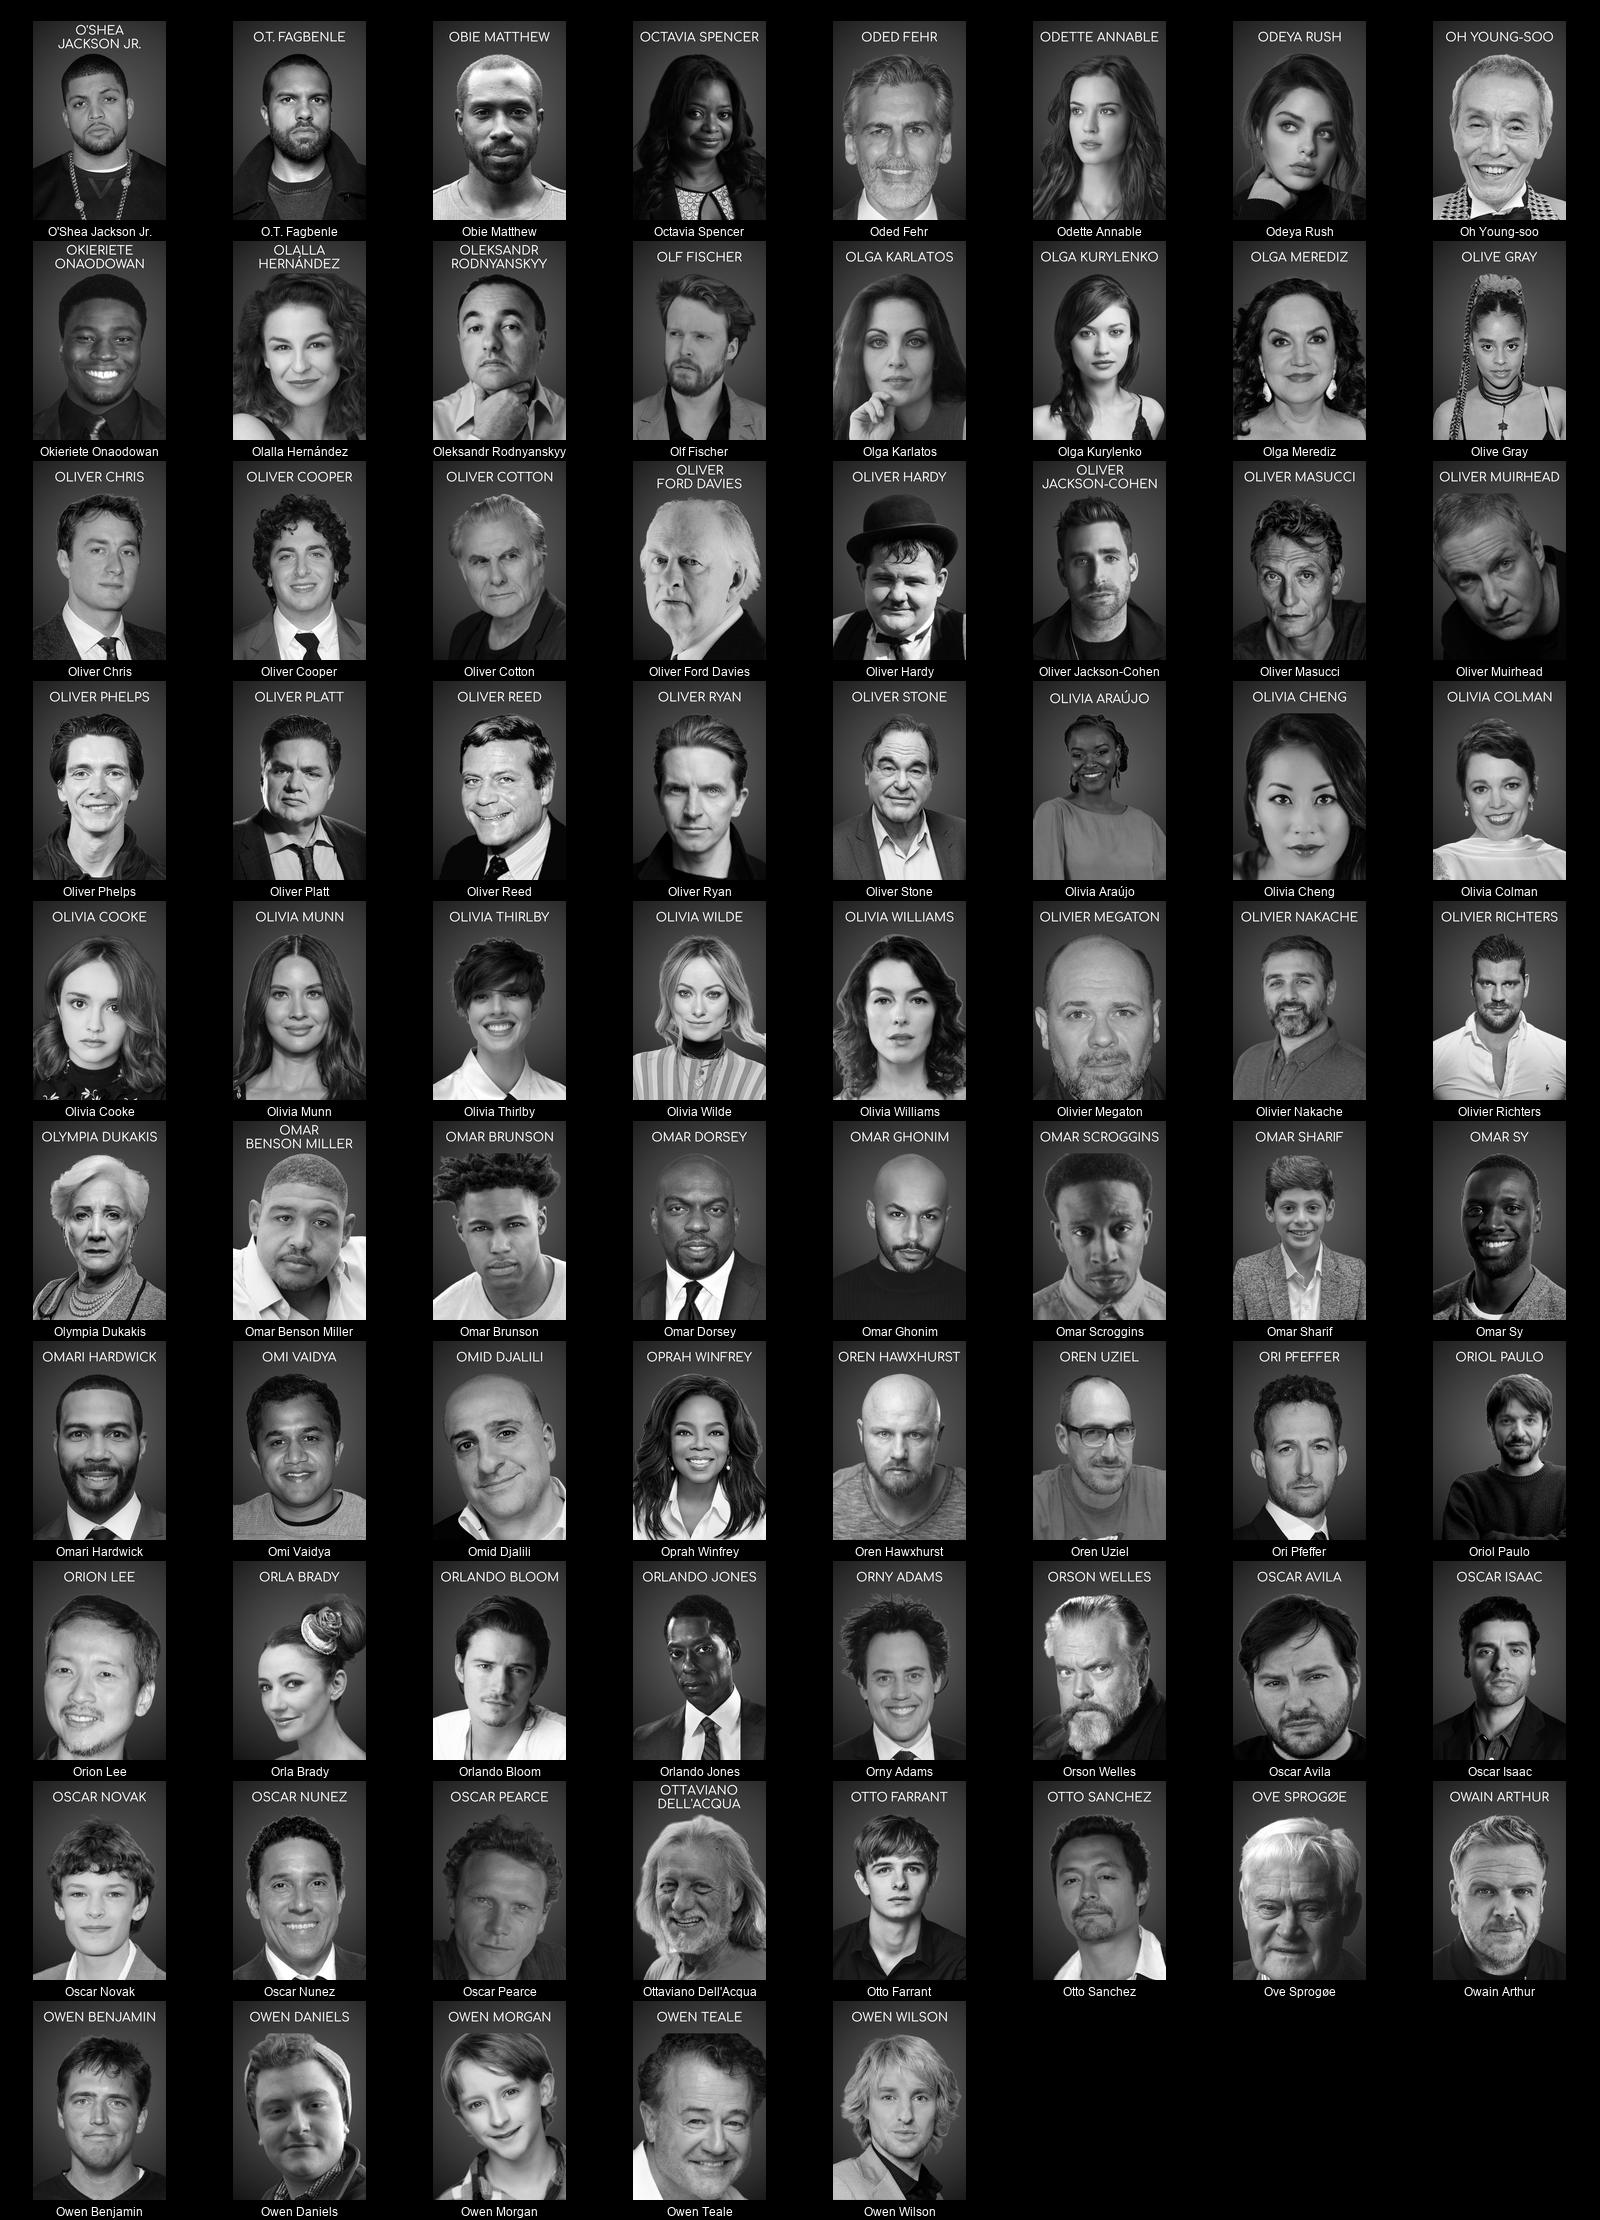 O'SHEA
JACKSON JR.
O.T. FAGBENLE
OBIE MATTHEW
OCTAVIA SPENCER
ODED FEHR
ODETTE ANNABLE
ODEYA RUSH
OH YOUNG-SOO
O'Shea Jackson Jr.
O.T. Fagbenle
Obie Matthew
Octavia Spencer
Oded Fehr
Odette Annable
Odeya Rush
Oh Young-soo
OKIERIETE
ONAODOWAN
OLALLA
HERNÁNDEZ
OLEKSANDR
RODNYANSKYY
OLF FISCHER
OLGA KARLATOS
OLGA KURYLENKO
OLGA MEREDIZ
OLIVE GRAY
Okieriete Onaodowan
Olalla Hernández
Oleksandr Rodnyanskyy
Olf Fischer
Olga Karlatos
Olga Kurylenko
Olga Merediz
Olive Gray
OLIVER CHRIS
OLIVER COOPER
OLIVER COTTON
OLIVER
FORD DAVIES
OLIVER HARDY
OLIVER
JACKSON-COHEN
OLIVER MASUCCI
OLIVER MUIRHEAD
Oliver Chris
Oliver Cooper
Oliver Cotton
Oliver Ford Davies
Oliver Hardy
Oliver Jackson-Cohen
Oliver Masucci
Oliver Muirhead
OLIVER PHELPS
OLIVER PLATT
OLIVER REED
OLIVER RYAN
OLIVER STONE
OLIVIA ARAÚJO
OLIVIA CHENG
OLIVIA COLMAN
Oliver Phelps
Oliver Platt
Oliver Reed
Oliver Ryan
Oliver Stone
Olivia Araújo
Olivia Cheng
Olivia Colman
OLIVIA COOKE
OLIVIA MUNN
OLIVIA THIRLBY
OLIVIA WILDE
OLIVIA WILLIAMS
OLIVIER MEGATON
OLIVIER NAKACHE
OLIVIER RICHTERS
Olivia Cooke
Olivia Munn
Olivia Thirlby
Olivia Wilde
Olivia Williams
Olivier Megaton
Olivier Nakache
Olivier Richters
OLYMPIA DUKAKIS
OMAR
BENSON MILLER
OMAR BRUNSON
OMAR DORSEY
OMAR GHONIM
OMAR SCROGGINS
OMAR SHARIF
OMAR SY
Olympia Dukakis
Omar Benson Miller
Omar Brunson
Omar Dorsey
Omar Ghonim
Omar Scroggins
Omar Sharif
Omar Sy
OMARI HARDWICK
OMI VAIDYA
OMID DJALILI
OPRAH WINFREY
OREN HAWXHURST
OREN UZIEL
ORI PFEFFER
ORIOL PAULO
Omari Hardwick
Omi Vaidya
Omid Djalili
Oprah Winfrey
Oren Hawxhurst
Oren Uziel
Ori Pfeffer
Oriol Paulo
ORION LEE
ORLA BRADY
ORLANDO BLOOM
ORLANDO JONES
ORNY ADAMS
ORSON WELLES
OSCAR AVILA
OSCAR ISAAC
Orion Lee
Orla Brady
Orlando Bloom
Orlando Jones
Orny Adams
Orson Welles
Oscar Avila
Oscar Isaac
OSCAR NOVAK
OSCAR NUNEZ
OSCAR PEARCE
OTTAVIANO
DELL'ACQUA
OTTO FARRANT
OTTO SANCHEZ
OVE SPROGØE
OWAIN ARTHUR
Oscar Novak
Oscar Nunez
Oscar Pearce
Ottaviano Dell'Acqua
Otto Farrant
Otto Sanchez
Ove Sprogøe
Owain Arthur
OWEN BENJAMIN
OWEN DANIELS
OWEN MORGAN
OWEN TEALE
OWEN WILSON
Owen Benjamin
Owen Daniels
Owen Morgan
Owen Teale
Owen Wilson